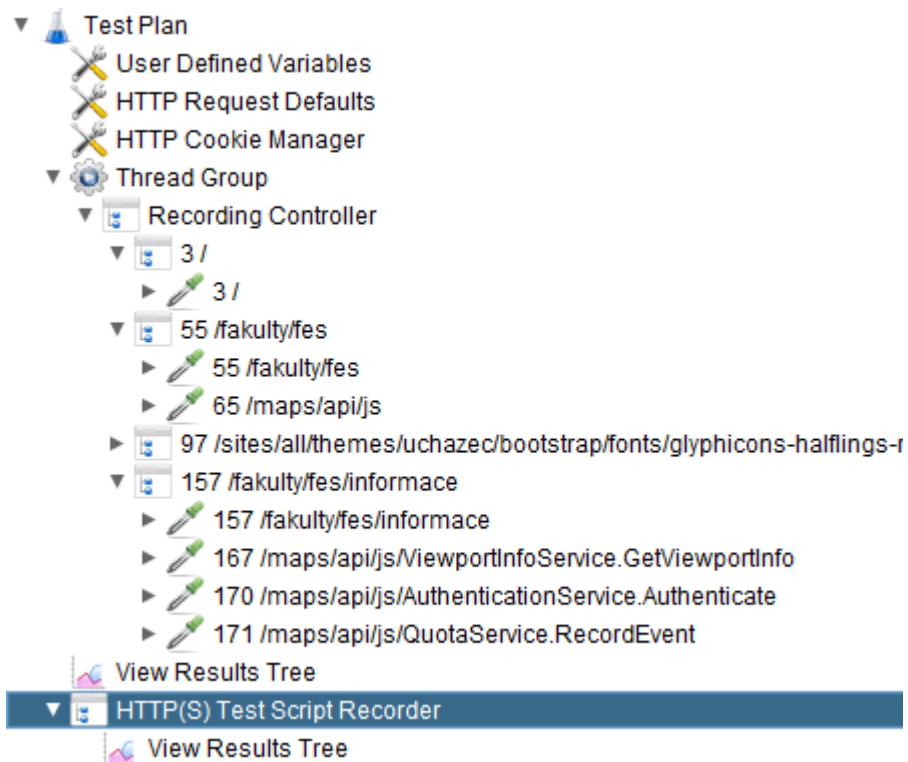 Test Plan
User Defined Variables
HTTP Request Defaults
HTTP Cookie Manager
Thread Group
Recording Controller
3 /
3 /
55 /fakulty/fes
55 /fakulty/fes
65 /maps/api/js
97 /sites/all/themes/uchazec/bootstrap/fonts/glyphicons-halflings-r
157 /fakulty/fes/informace
157 /fakulty/fes/informace
167 /maps/api/js/ViewportInfoService.GetViewportInfo
170 /maps/api/js/AuthenticationService.Authenticate
171 /maps/api/js/QuotaService.RecordEvent
View Results Tree
HTTP(S) Test Script Recorder
View Results Tree